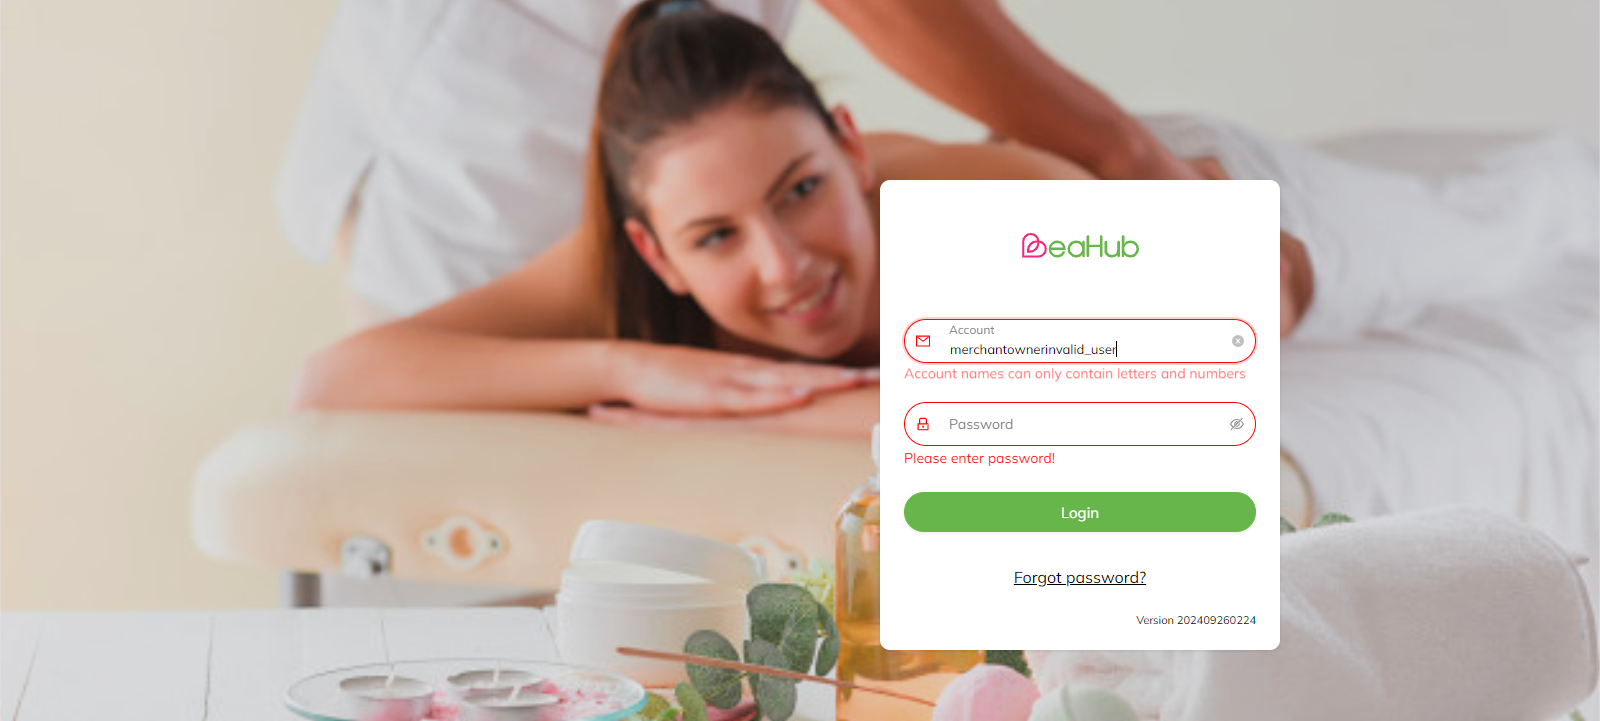 BeaHub
Account
merchantownerinvalid_user
Account names can only contain letters and numbers
Password
Please enter password!
Login
Forgot password?
Version 202409260224